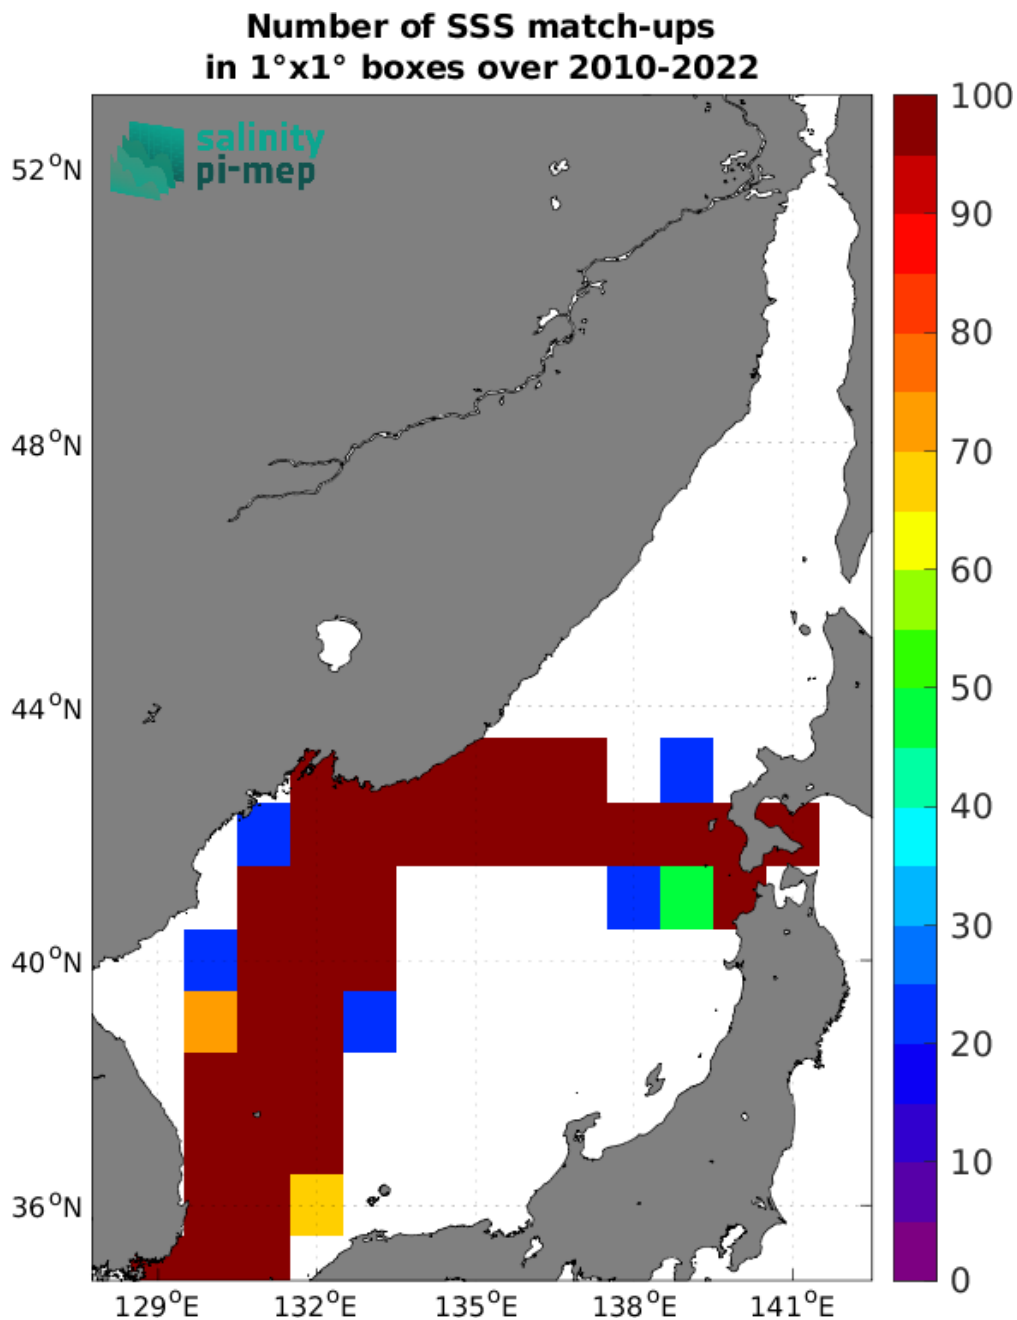 Number of SSS match-ups
in 1°x1° boxes over 2010-2022
salinity
pi-mep
52°N
48°N
44°N
40°N
36°N
129°E
132°E
135°E
138°E
141°E
100
90
80
70
60
50
40
30
20
10
0